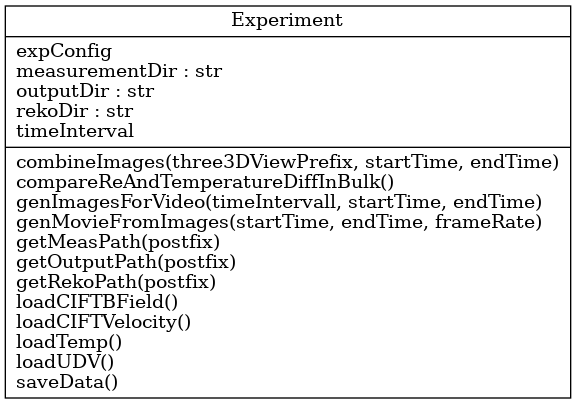 Experiment
expConfig
measurementDir : str
outputDir : str
rekoDir : str
timeInterval
combineImages(three3DViewPrefix, startTime, endTime)
compareReAndTemperatureDiffInBulk()
genImagesForVideo(timeIntervall, startTime, endTime)
genMovieFromImages(startTime, endTime, frameRate)
getMeasPath(postfix)
getOutputPath(postfix)
getRekoPath(postfix)
loadCIFTBField()
loadCIFTVelocity()
loadTemp()
loadUDV()
saveData()